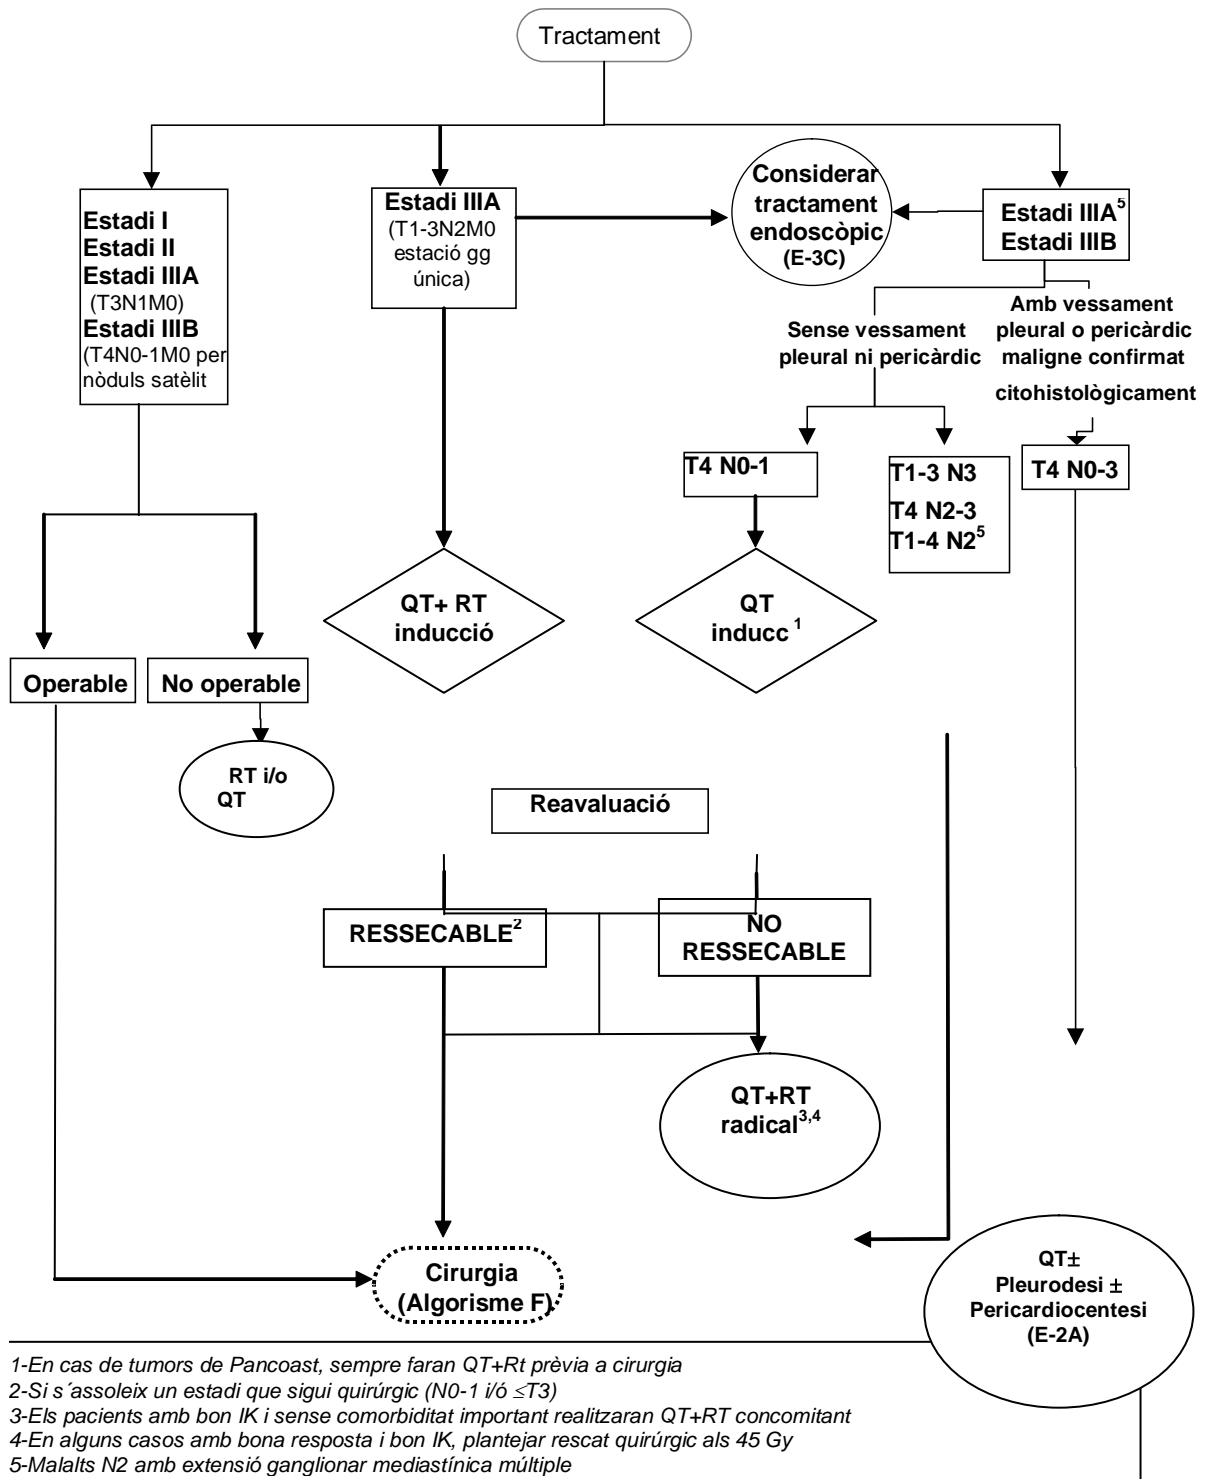 Tractament
Estadi I
Estadi II
Estadi IIIA
(T3N1M0)
Estadi IIIB
(T4N0-1M0 per
nòduls satèlit
Estadi IIIA
(T1-3N2M0
estació gg
única)
Considerar
tractament
endoscòpic
(E-3C)
Estadi IIIA5
Estadi IIIB
Sense vessament
pleural ni pericàrdic
Amb vessament
pleural o pericàrdic
maligne confirmat
citohistològicament
T4 N0-1
T1-3 N3
T4 N2-3
T1-4 N25
T4 N0-3
QT+ RT
inducció
QT
inducc 1
Operable
No operable
RT i/o
QT
Reavaluació
RESSECABLE2
NO
RESSECABLE
QT+RT
radical3,4
Cirurgia
(Algorisme F)
QT±
Pleurodesi ±
Pericardiocentesi
(E-2A)
1-En cas de tumors de Pancoast, sempre faran QT+Rt prèvia a cirurgia
2-Si s´assoleix un estadi que sigui quirúrgic (N0-1 i/ó ≤T3)
3-Els pacients amb bon IK i sense comorbiditat important realitzaran QT+RT concomitant
4-En alguns casos amb bona resposta i bon IK, plantejar rescat quirúrgic als 45 Gy
5-Malalts N2 amb extensió ganglionar mediastínica múltiple